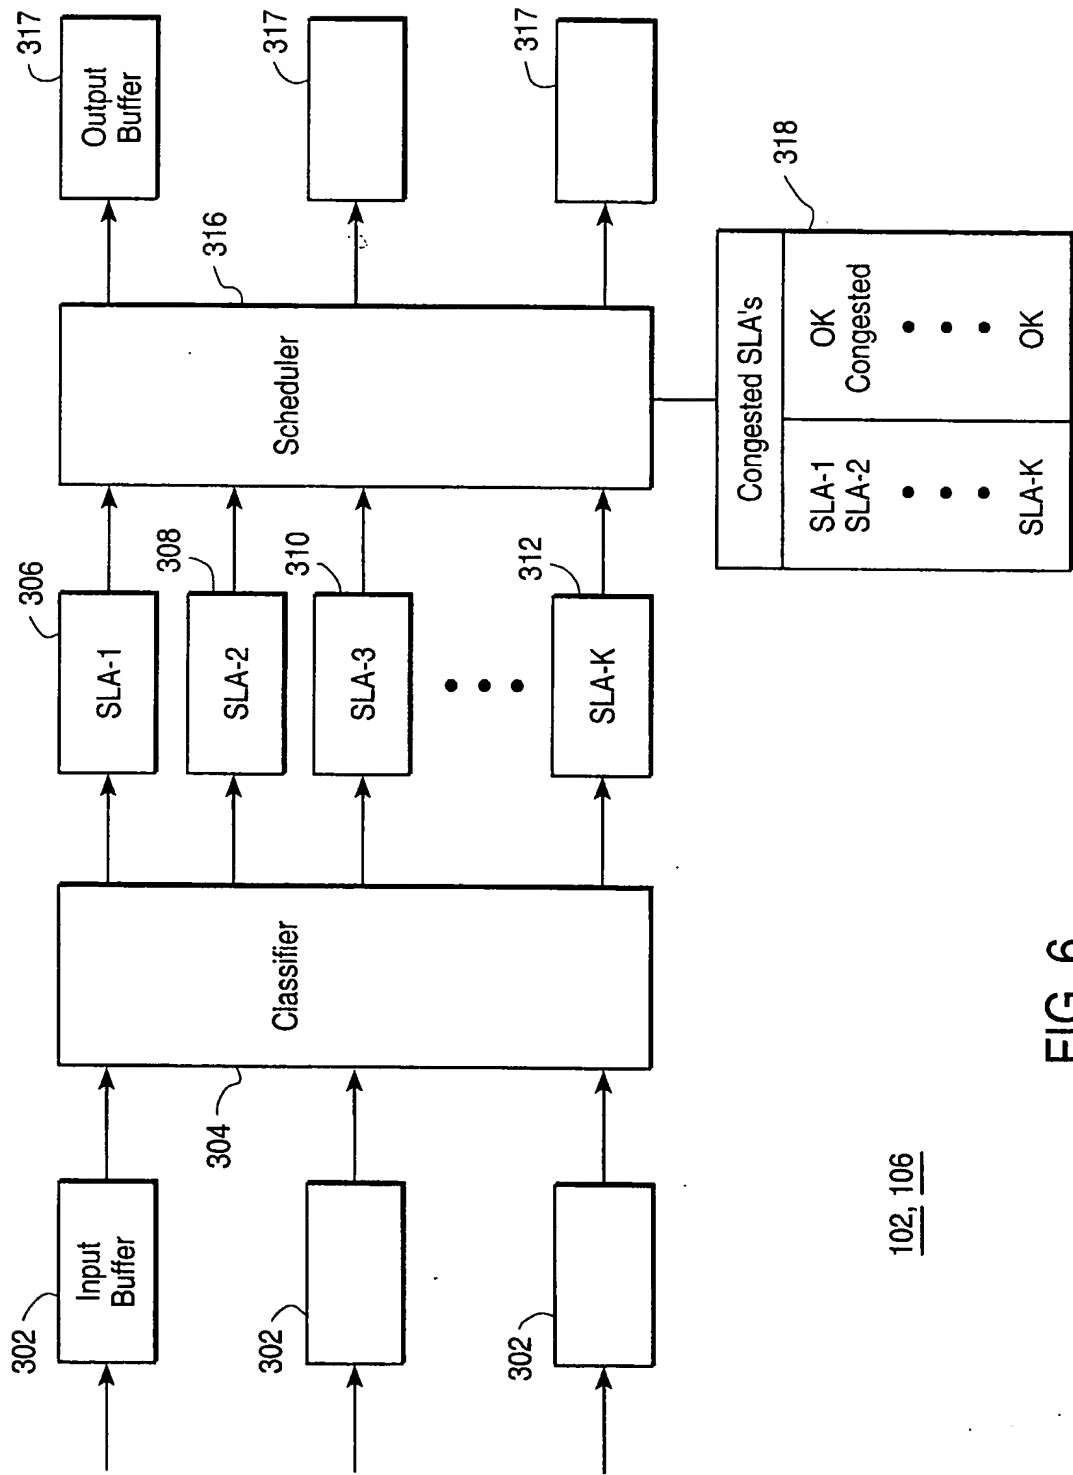 302
Input
Buffer
302
302
304
Classifier
306
SLA-1
308
SLA-2
310
SLA-3
312
SLA-K
316
Scheduler
317
Output
Buffer
317
317
318
Congested SLA's
SLA-1 OK
SLA-2 Congested
SLA-K OK
102, 106
FIG. 6